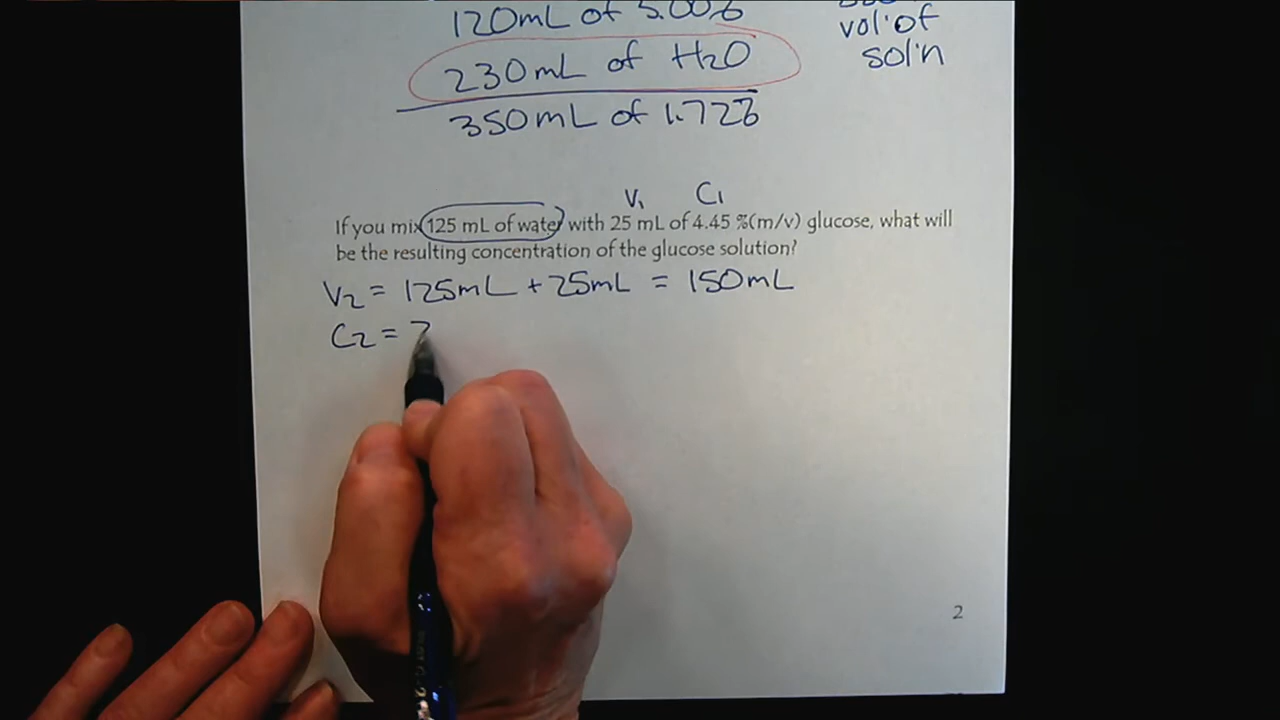 120mL of 5.00%
vol. of
sol'n
230mL of H2O
350mL of 1.72%
V1 C1
If you mix 125 mL of water with 25 mL of 4.45 %(m/v) glucose, what will
be the resulting concentration of the glucose solution?
V2 = 125mL + 25mL = 150mL
C2 = ?
2